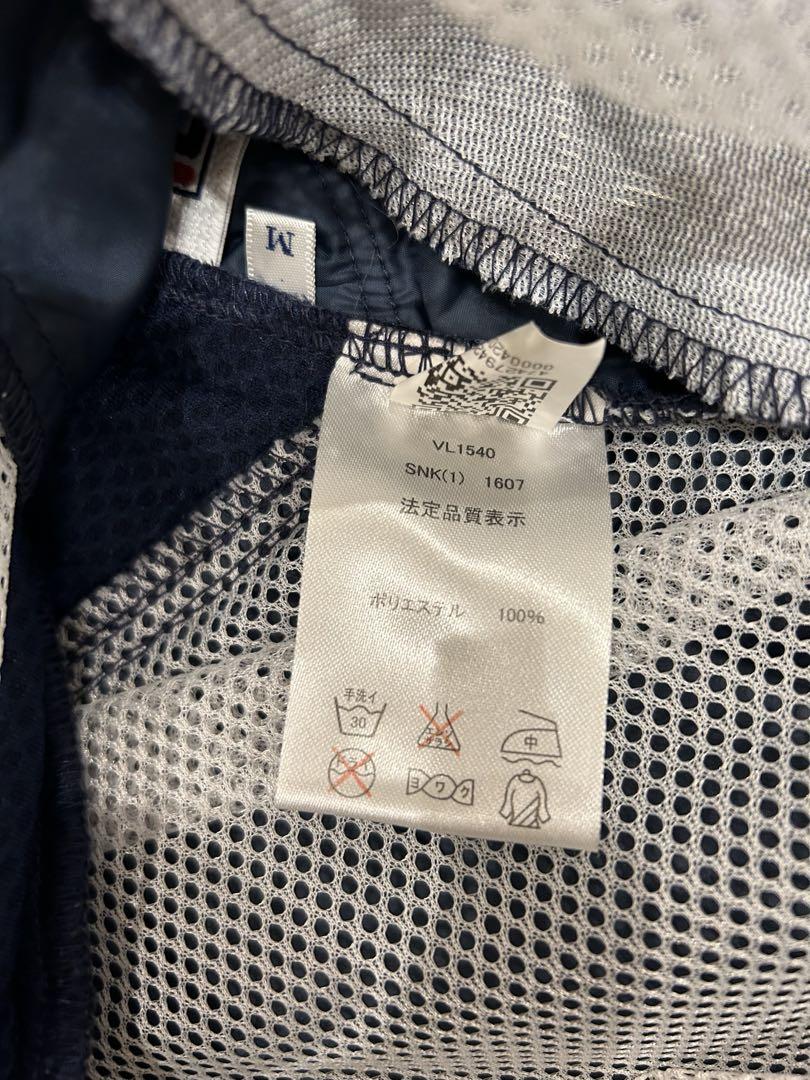 M
VL1540
SNK(1) 1607
法定品質表示
ポリエステル 100%
手洗イ
30
中
ヨワク